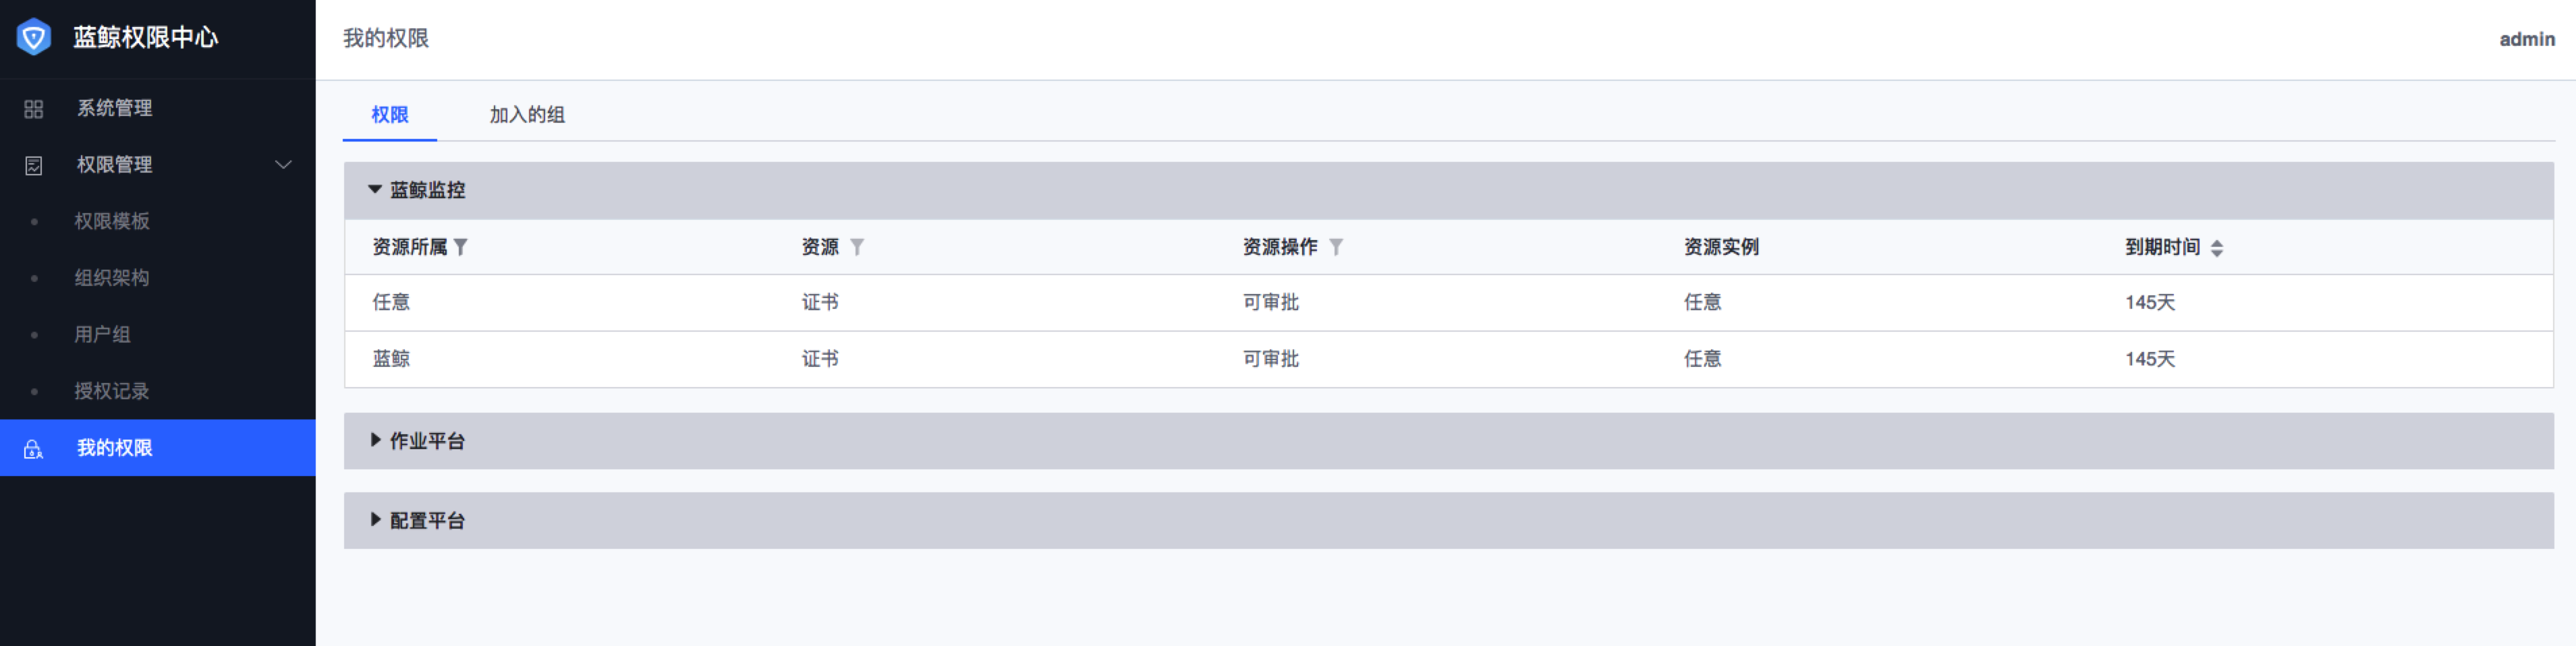 蓝鲸权限中心
我的权限
admin
系统管理
权限管理
权限模板
组织架构
用户组
授权记录
我的权限
权限 加入的组
蓝鲸监控
资源所属 资源 资源操作 资源实例 到期时间
任意 证书 可审批 任意 145天
蓝鲸 证书 可审批 任意 145天
作业平台
配置平台